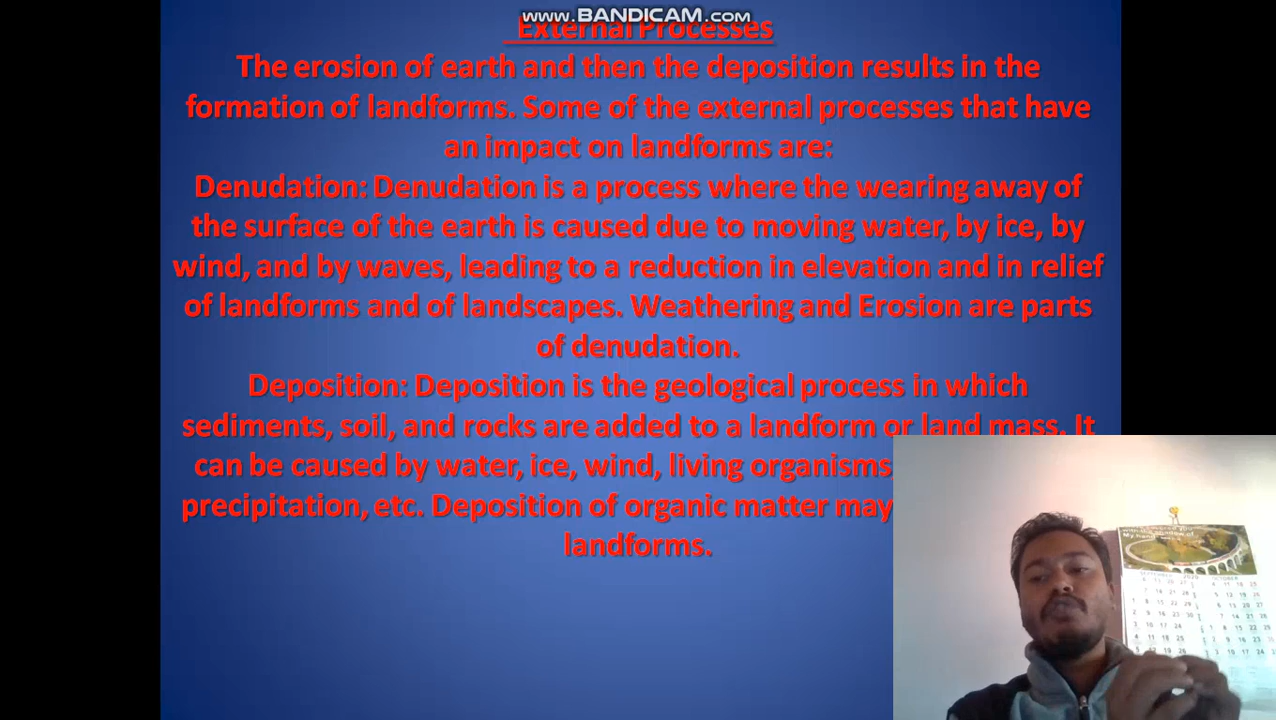 www.BANDICAM.com
External Processes
The erosion of earth and then the deposition results in the
formation of landforms. Some of the external processes that have
an impact on landforms are:
Denudation: Denudation is a process where the wearing away of
the surface of the earth is caused due to moving water, by ice, by
wind, and by waves, leading to a reduction in elevation and in relief
of landforms and of landscapes. Weathering and Erosion are parts
of denudation.
Deposition: Deposition is the geological process in which
sediments, soil, and rocks are added to a landform or land mass. It
can be caused by water, ice, wind, living organisms
precipitation, etc. Deposition of organic matter may
landforms.
SEPTEMBER 2020 OCTOBER